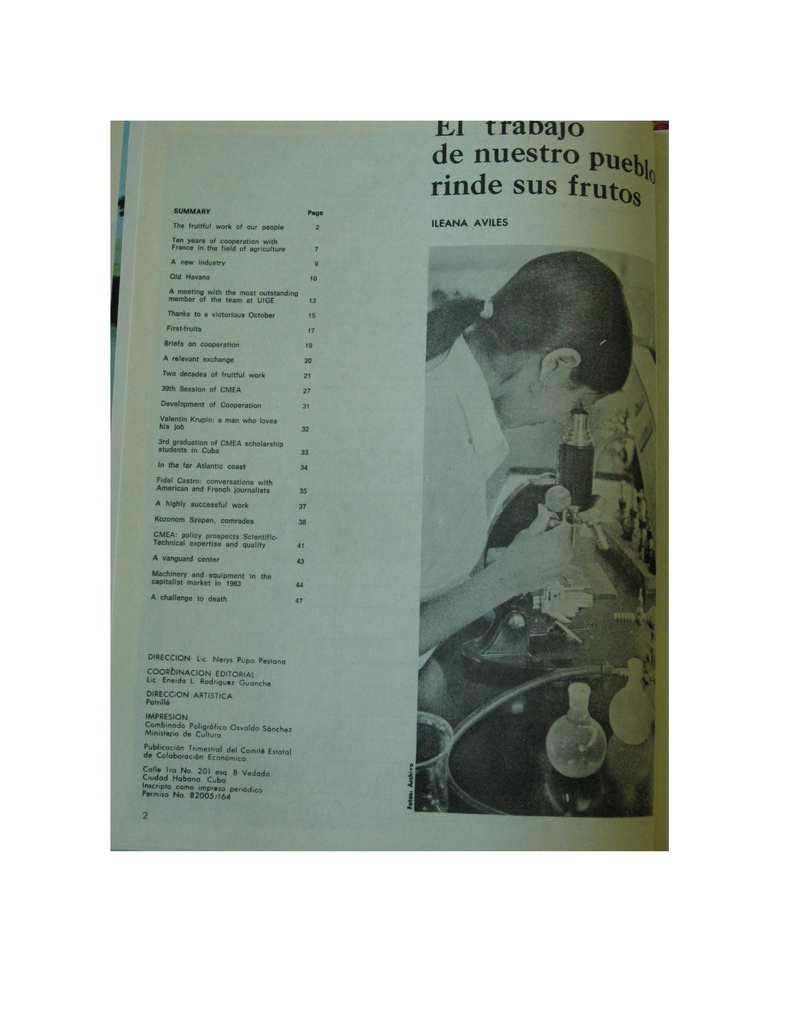 SUMMARY Page
The fruitful work of our people 2
Ten years of cooperation with
France in the field of agriculture 7
A new industry 9
Old Havana 10
A meeting with the most outstanding
member of the team at UIGE 13
Thanks to a victorious October 15
First-fruits 17
Briefs on cooperation 19
A relevant exchange 20
Two decades of fruitful work 21
39th Session of CMEA 27
Development of Cooperation 31
Valentin Krupin: a man who loves
his job 32
3rd graduation of CMEA scholarship
students in Cuba 33
In the far Atlantic coast 34
Fidel Castro: conversations with
American and French journalists 35
A highly successful work 37
Kozonom Szepen, comrades 38
CMEA: policy prospects Scientific-
Technical expertise and quality 41
A vanguard center 43
Machinery and equipment in the
capitalist market in 1983 44
A challenge to death 47
DIRECCION: Lic. Nerys Pupo Pestana
COORDINACION EDITORIAL:
Lic. Eneida L. Rodríguez Guanche.
DIRECCION ARTISTICA:
Potrillé
IMPRESION:
Combinado Poligráfico Osvaldo Sánchez
Ministerio de Cultura
Publicación Trimestral del Comité Estatal
de Colaboración Económica
Calle 1ra No. 201 esq. B Vedado.
Ciudad Habana. Cuba
Inscripto como impreso periódico
Permiso No. 82005/164
2
El trabajo
de nuestro pueblo
rinde sus frutos
ILEANA AVILES
Fotos: Archivo